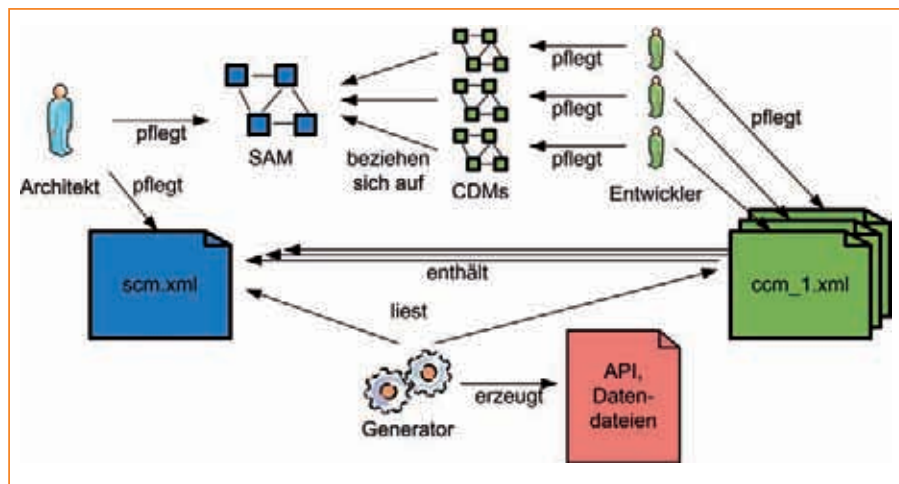 pflegt
pflegt
pflegt
pflegt
pflegt
SAM
beziehen
sich auf
CDMs
Entwickler
Architekt
pflegt
scm.xml
enthält
ccm_1.xml
liest
Generator
erzeugt
API,
Daten-
dateien